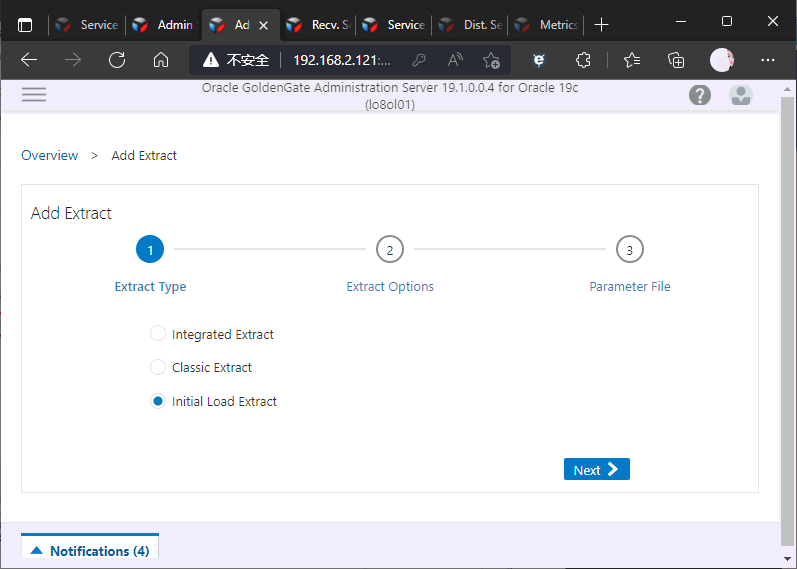 Service
Admin
Ad
Recv. S
Service
Dist. Se
Metrics
不安全
192.168.2.121:...
Oracle GoldenGate Administration Server 19.1.0.0.4 for Oracle 19c
(lo8ol01)
Overview > Add Extract
Add Extract
1
2
3
Extract Type
Extract Options
Parameter File
Integrated Extract
Classic Extract
Initial Load Extract
Next
Notifications (4)